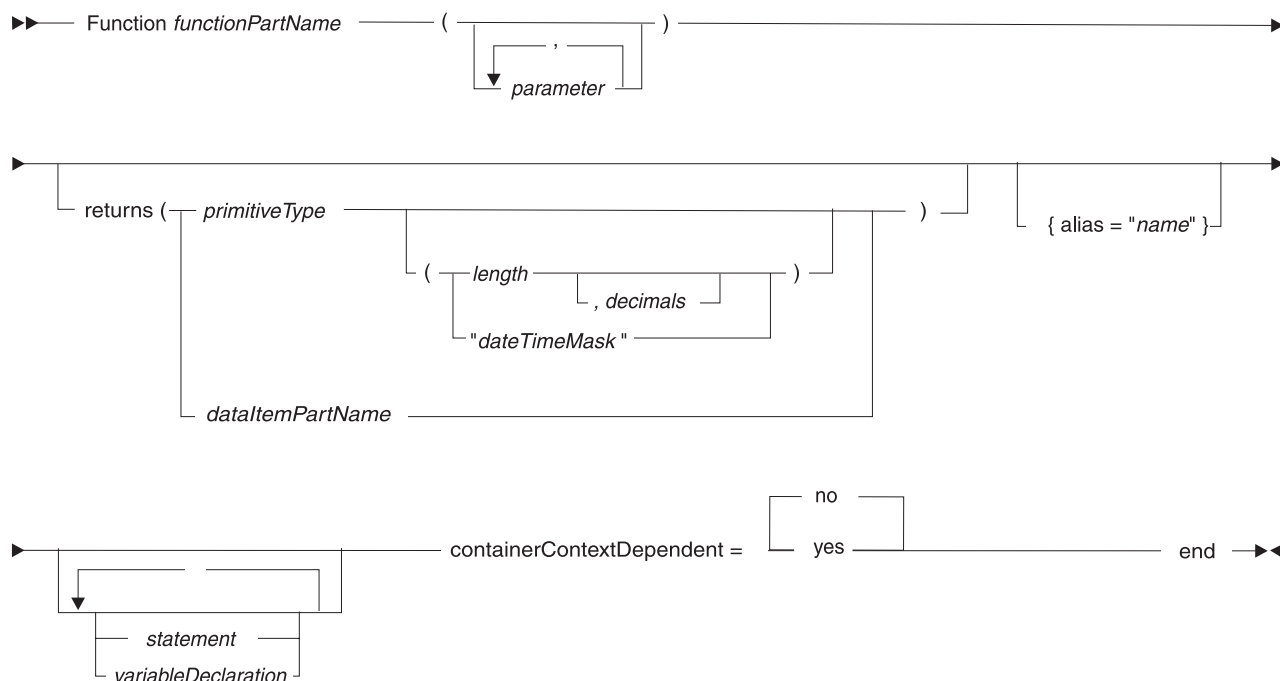 Function functionPartName ( )
,
parameter
returns ( primitiveType )
{ alias = "name" }
( length )
, decimals
"dateTimeMask"
dataItemPartName
no
containerContextDependent = yes end
statement
variableDeclaration